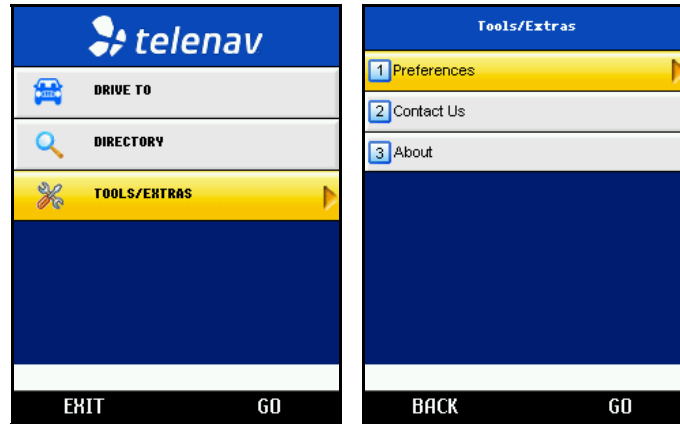 telenav
DRIVE TO
DIRECTORY
TOOLS/EXTRAS
EXIT GO
Tools/Extras
1 Preferences
2 Contact Us
3 About
BACK GO